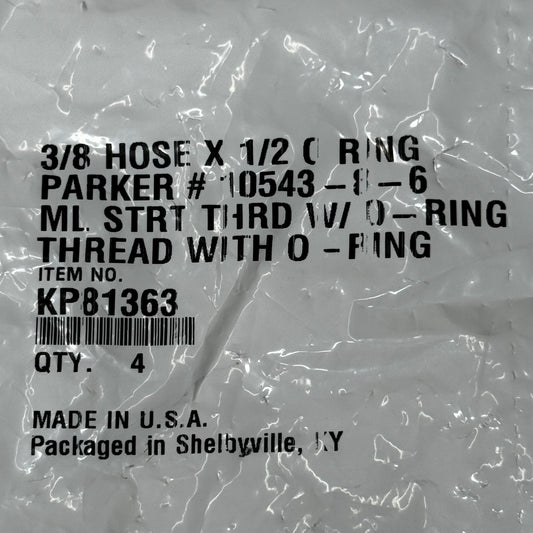 3/8 HOSE X 1/2 O RING
PARKER # 10543-8-6
ML STRT THRD W/ O-RING
THREAD WITH O -RING
ITEM NO.
KP81363
QTY. 4
MADE IN U.S.A.
Packaged in Shelbyville, KY